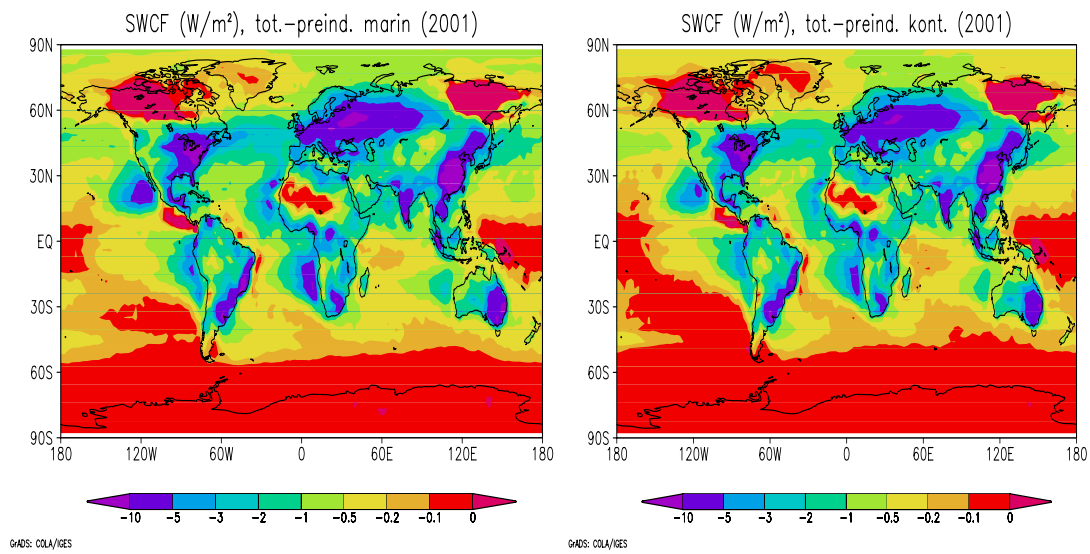 SWCF (W/m²), tot.-preind. marin (2001)
90N
60N
30N
EQ
30S
60S
90S
180 120W 60W 0 60E 120E 180
-10 -5 -3 -2 -1 -0.5 -0.2 -0.1 0
GrADS: COLA/IGES
SWCF (W/m²), tot.-preind. kont. (2001)
90N
60N
30N
EQ
30S
60S
90S
180 120W 60W 0 60E 120E 180
-10 -5 -3 -2 -1 -0.5 -0.2 -0.1 0
GrADS: COLA/IGES